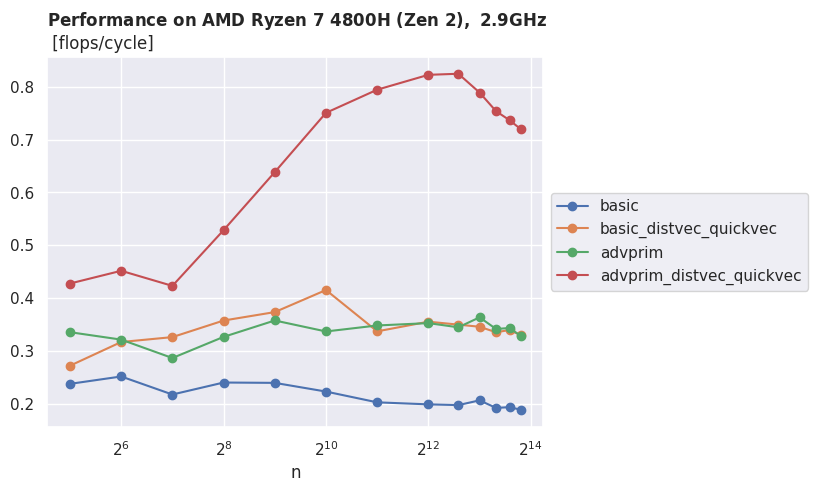 Performance on AMD Ryzen 7 4800H (Zen 2), 2.9GHz
[flops/cycle]
0.8
0.7
0.6
0.5
0.4
0.3
0.2
2^6
2^8
2^10
2^12
2^14
n
basic
basic_distvec_quickvec
advprim
advprim_distvec_quickvec